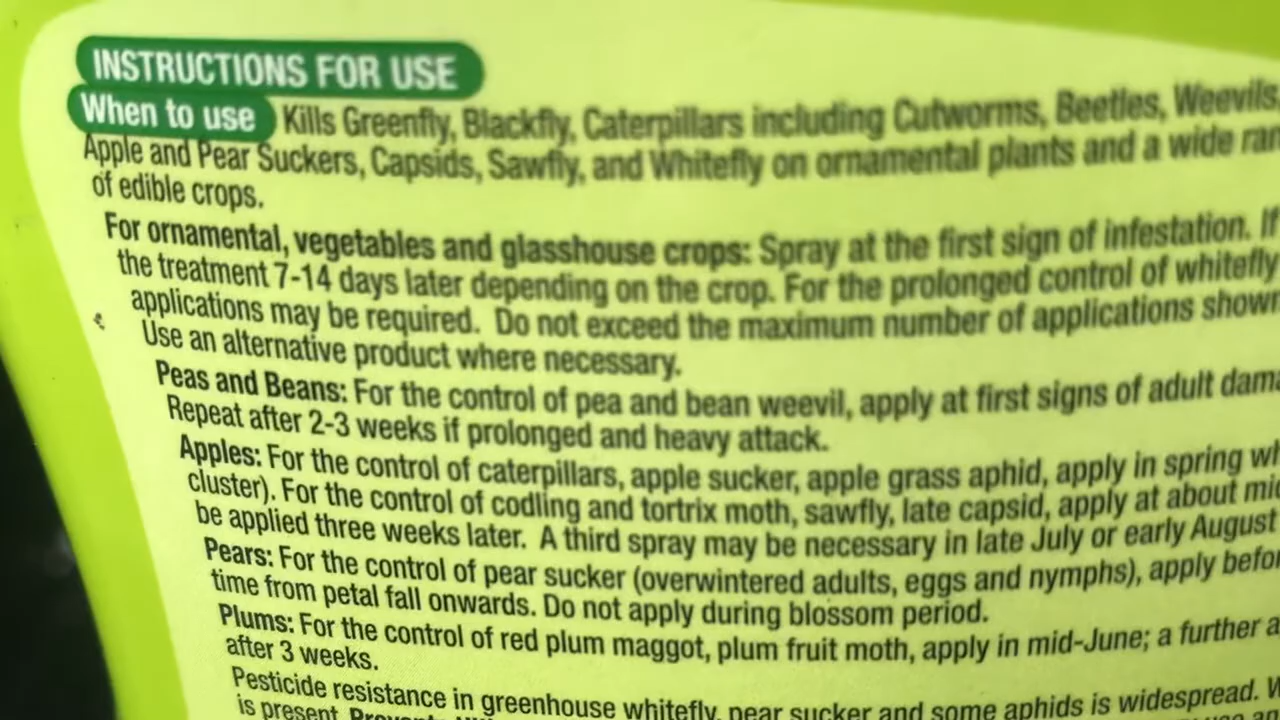 INSTRUCTIONS FOR USE
When to use Kills Greenfly, Blackfly, Caterpillars including Cutworms, Beetles, Weevils,
Apple and Pear Suckers, Capsids, Sawfly, and Whitefly on ornamental plants and a wide
of edible crops.
For ornamental, vegetables and glasshouse crops: Spray at the first sign of infestation. If
the treatment 7-14 days later depending on the crop. For the prolonged control of whitefly
applications may be required. Do not exceed the maximum number of applications shown
Use an alternative product where necessary.
Peas and Beans: For the control of pea and bean weevil, apply at first signs of adult
Repeat after 2-3 weeks if prolonged and heavy attack.
Apples: For the control of caterpillars, apple sucker, apple grass aphid, apply in spring
cluster). For the control of codling and tortrix moth, sawfly, late capsid, apply at about
be applied three weeks later. A third spray may be necessary in late July or early August
Pears: For the control of pear sucker (overwintered adults, eggs and nymphs), apply
time from petal fall onwards. Do not apply during blossom period.
Plums: For the control of red plum maggot, plum fruit moth, apply in mid-June; a further
after 3 weeks.
Pesticide resistance in greenhouse whitefly, pear sucker and some aphids is widespread.
is present.